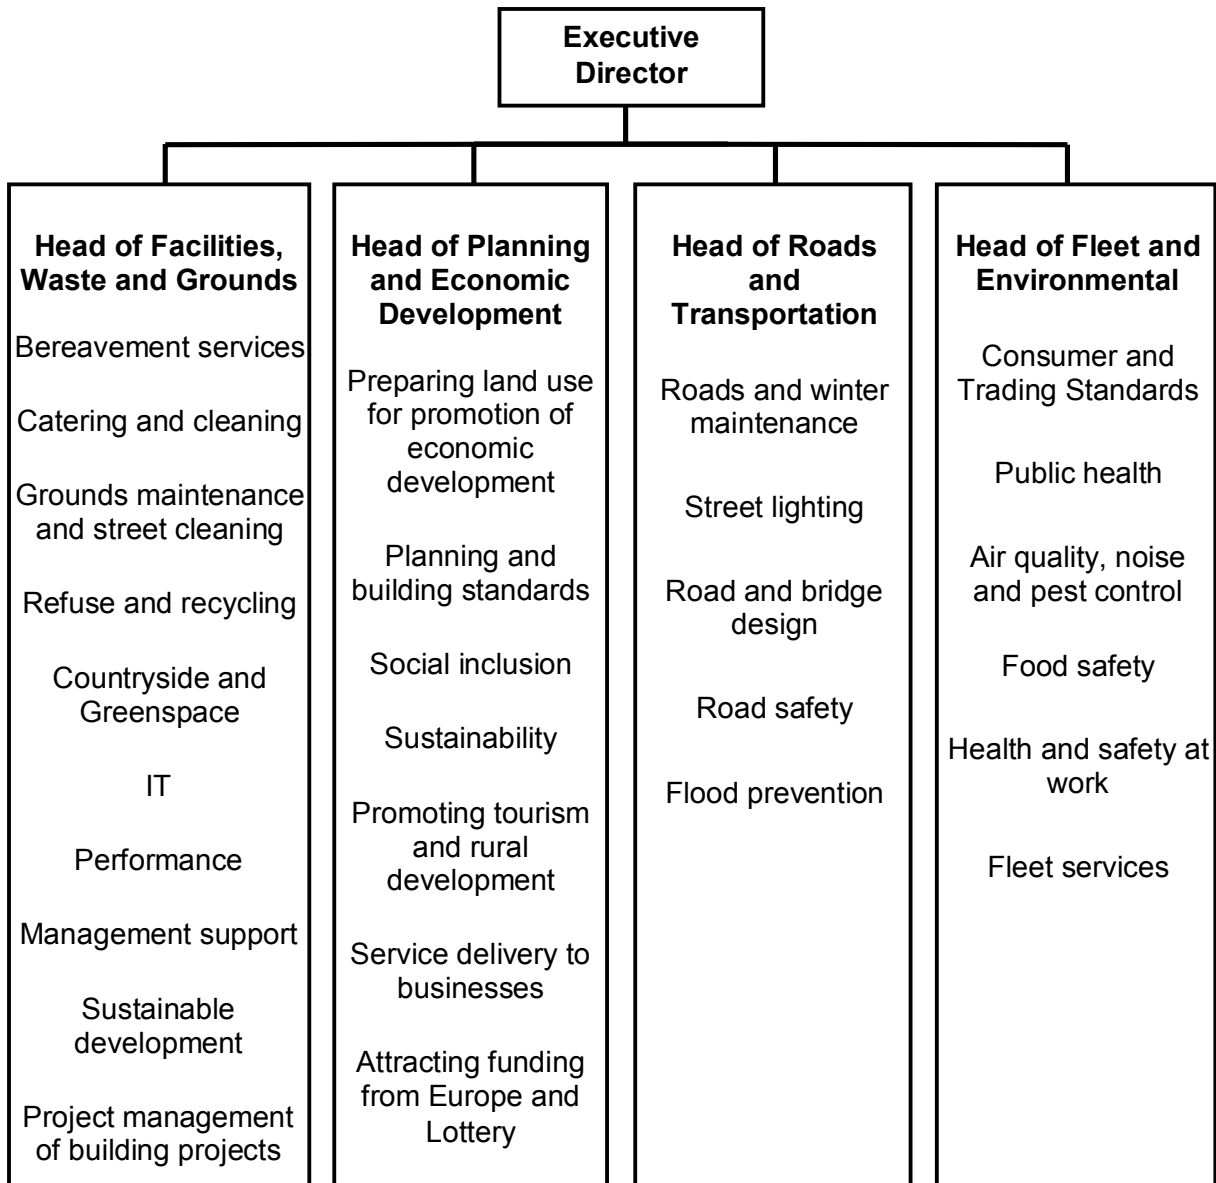 Executive
Director
Head of Facilities,
Waste and Grounds
Bereavement services
Catering and cleaning
Grounds maintenance
and street cleaning
Refuse and recycling
Countryside and
Greenspace
IT
Performance
Management support
Sustainable
development
Project management
of building projects
Head of Planning
and Economic
Development
Preparing land use
for promotion of
economic
development
Planning and
building standards
Social inclusion
Sustainability
Promoting tourism
and rural
development
Service delivery to
businesses
Attracting funding
from Europe and
Lottery
Head of Roads
and
Transportation
Roads and winter
maintenance
Street lighting
Road and bridge
design
Road safety
Flood prevention
Head of Fleet and
Environmental
Consumer and
Trading Standards
Public health
Air quality, noise
and pest control
Food safety
Health and safety at
work
Fleet services